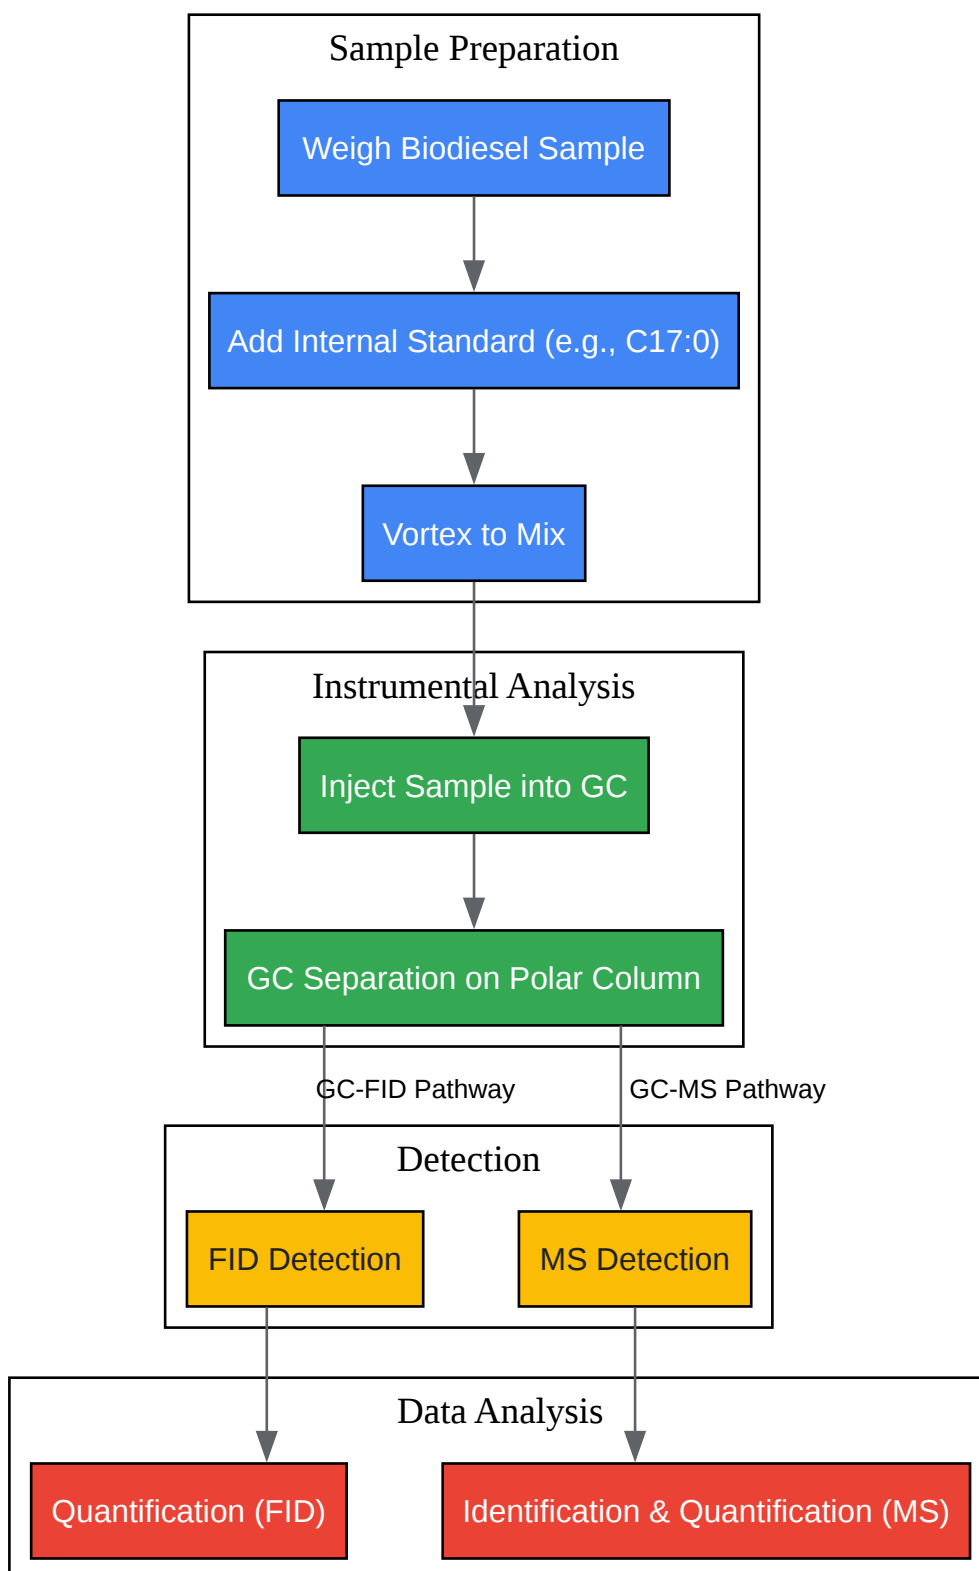 Sample Preparation
Weigh Biodiesel Sample
Add Internal Standard (e.g., C17:0)
Vortex to Mix
Instrumental Analysis
Inject Sample into GC
GC Separation on Polar Column
GC-FID Pathway
GC-MS Pathway
Detection
FID Detection
MS Detection
Data Analysis
Quantification (FID)
Identification & Quantification (MS)